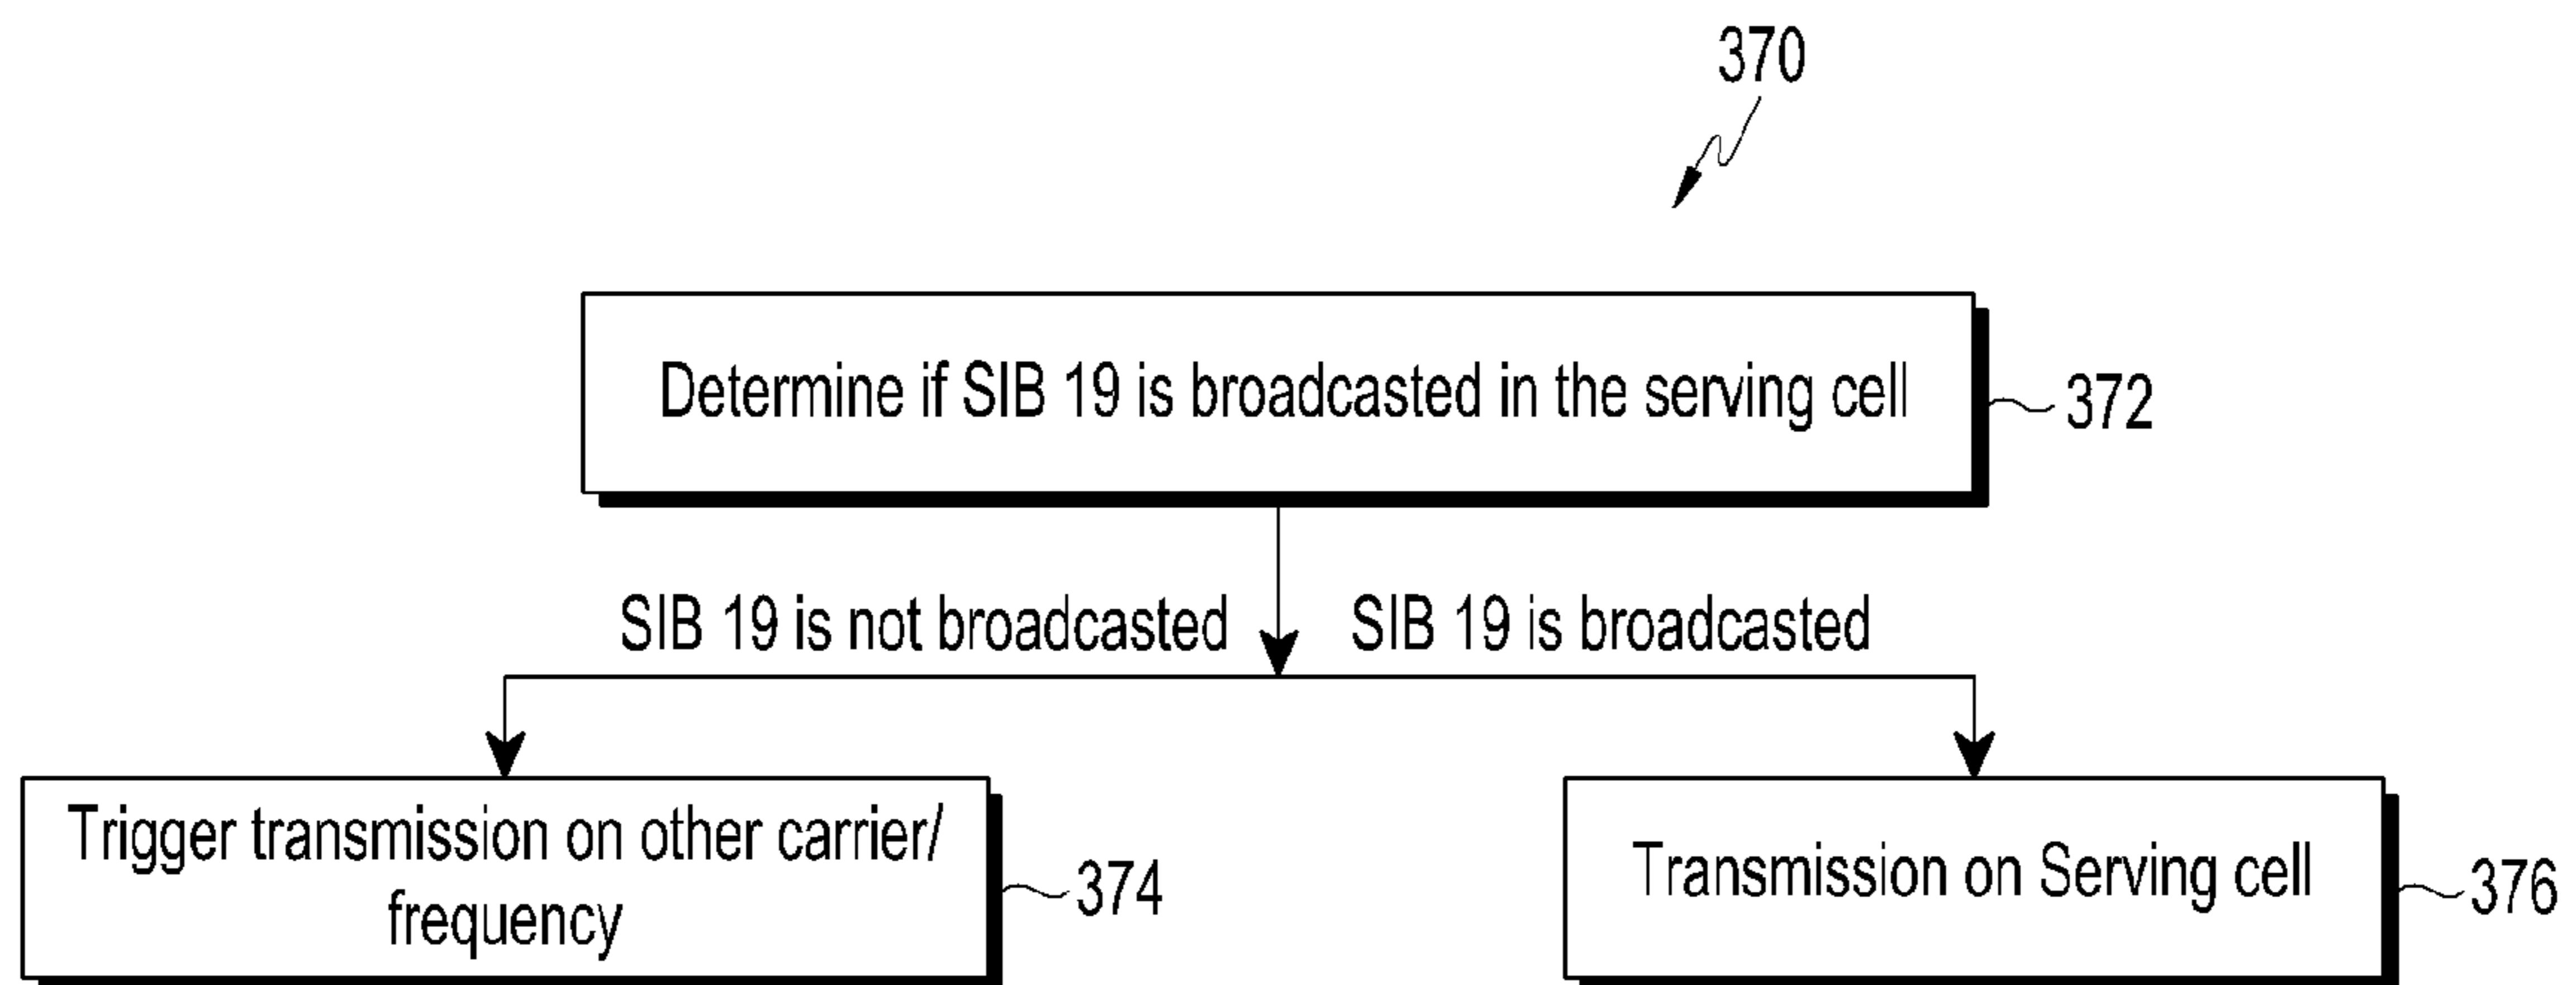 370
Determine if SIB 19 is broadcasted in the serving cell
372
SIB 19 is not broadcasted
SIB 19 is broadcasted
Trigger transmission on other carrier/
frequency
374
Transmission on Serving cell
376